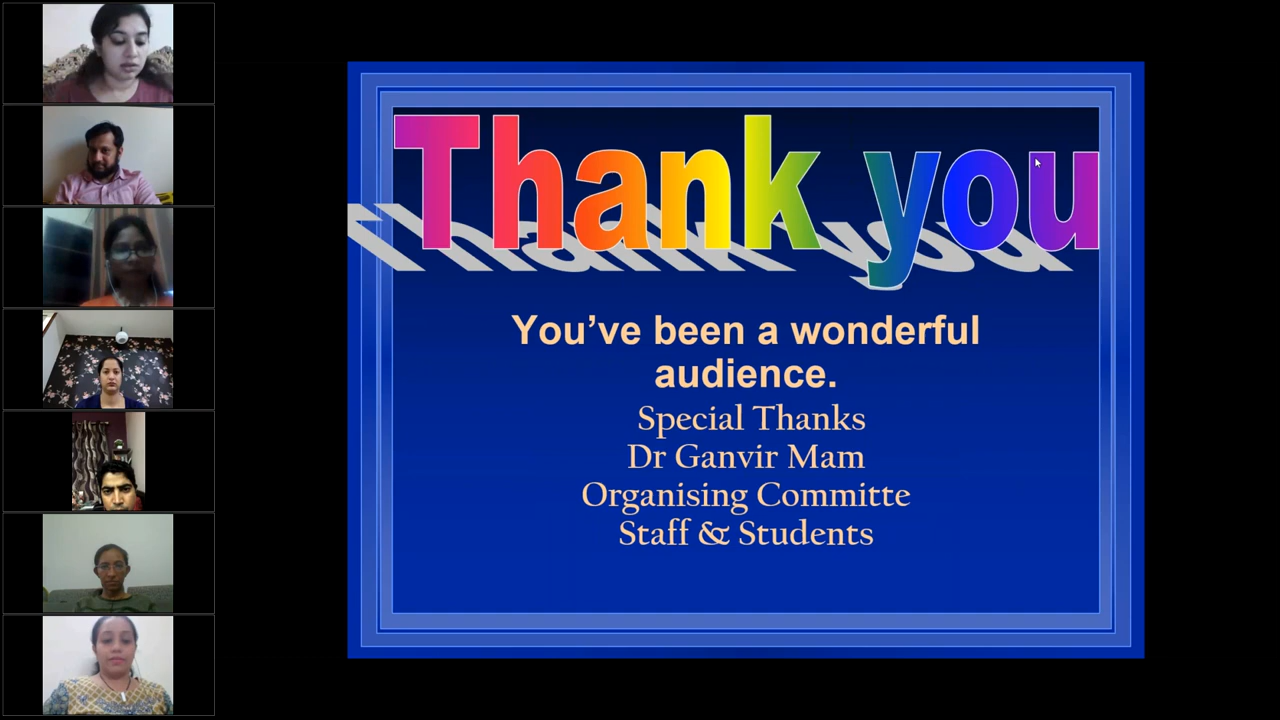 Thank you
You’ve been a wonderful
audience.
Special Thanks
Dr Ganvir Mam
Organising Committe
Staff & Students